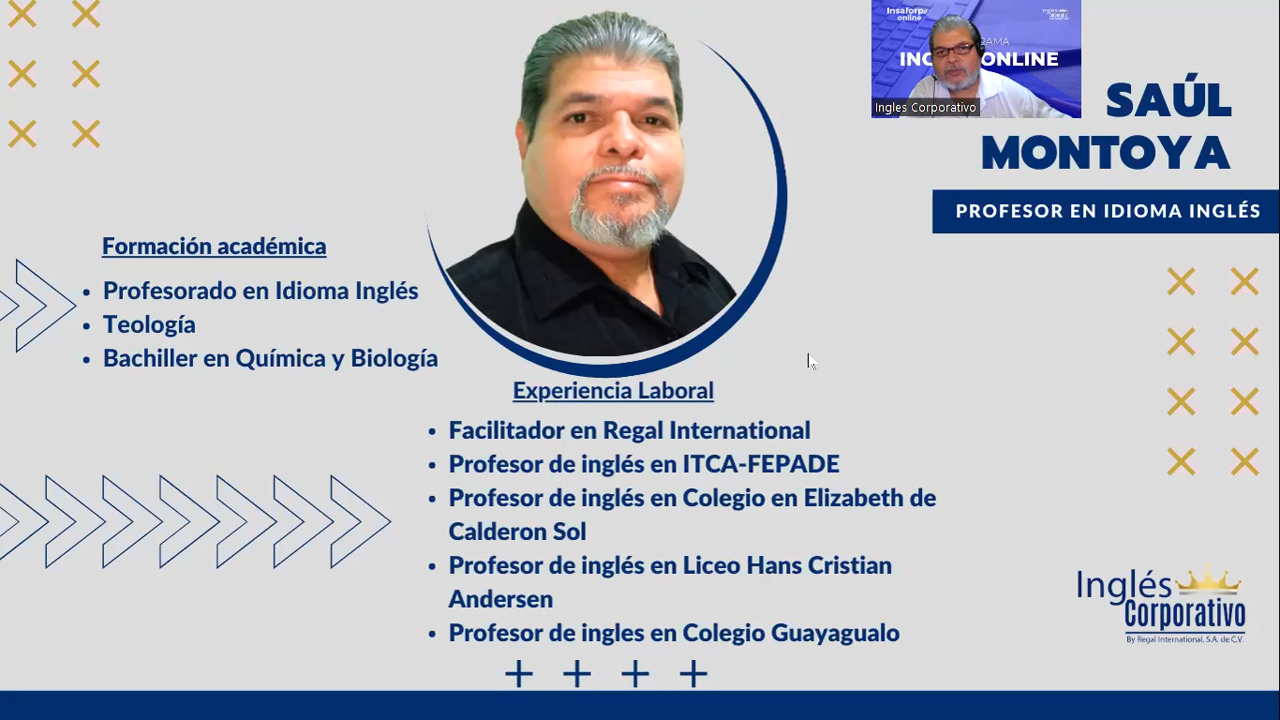 Insaforp
online
INC
ONLINE
Ingles Corporativo
SAÚL
MONTOYA
PROFESOR EN IDIOMA INGLÉS
Formación académica
• Profesorado en Idioma Inglés
• Teología
• Bachiller en Química y Biología
Experiencia Laboral
• Facilitador en Regal International
• Profesor de inglés en ITCA-FEPADE
• Profesor de inglés en Colegio en Elizabeth de
Calderon Sol
• Profesor de inglés en Liceo Hans Cristian
Andersen
• Profesor de ingles en Colegio Guayagualo
Inglés
Corporativo
By Regal International, S.A. de C.V.